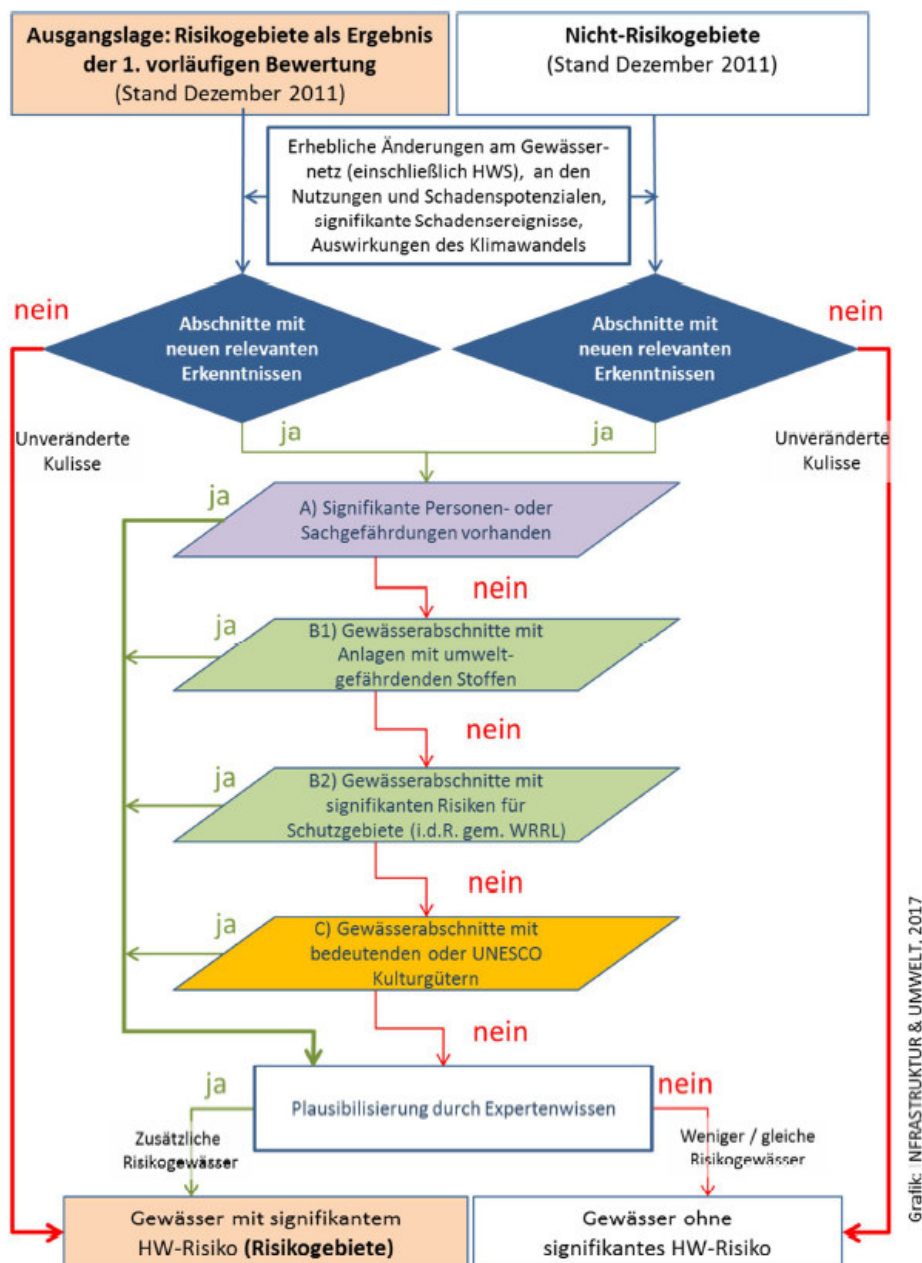 Ausgangslage: Risikogebiete als Ergebnis
der 1. vorläufigen Bewertung
(Stand Dezember 2011)
Nicht-Risikogebiete
(Stand Dezember 2011)
Erhebliche Änderungen am Gewässer-
netz (einschließlich HWS), an den
Nutzungen und Schadenspotenzialen,
signifikante Schadensereignisse,
Auswirkungen des Klimawandels
nein
Abschnitte mit
neuen relevanten
Erkenntnissen
Abschnitte mit
neuen relevanten
Erkenntnissen
nein
Unveränderte
Kulisse
ja
ja
Unveränderte
Kulisse
ja
A) Signifikante Personen- oder
Sachgefährdungen vorhanden
nein
ja
B1) Gewässerabschnitte mit
Anlagen mit umwelt-
gefährdenden Stoffen
nein
ja
B2) Gewässerabschnitte mit
signifikanten Risiken für
Schutzgebiete (i.d.R. gem. WRRL)
nein
ja
C) Gewässerabschnitte mit
bedeutenden oder UNESCO
Kulturgütern
nein
Plausibilisierung durch Expertenwissen
ja
nein
Zusätzliche
Risikogewässer
Weniger / gleiche
Risikogewässer
Gewässer mit signifikantem
HW-Risiko (Risikogebiete)
Gewässer ohne
signifikantes HW-Risiko
Grafik: INFRASTRUKTUR & UMWELT, 2017